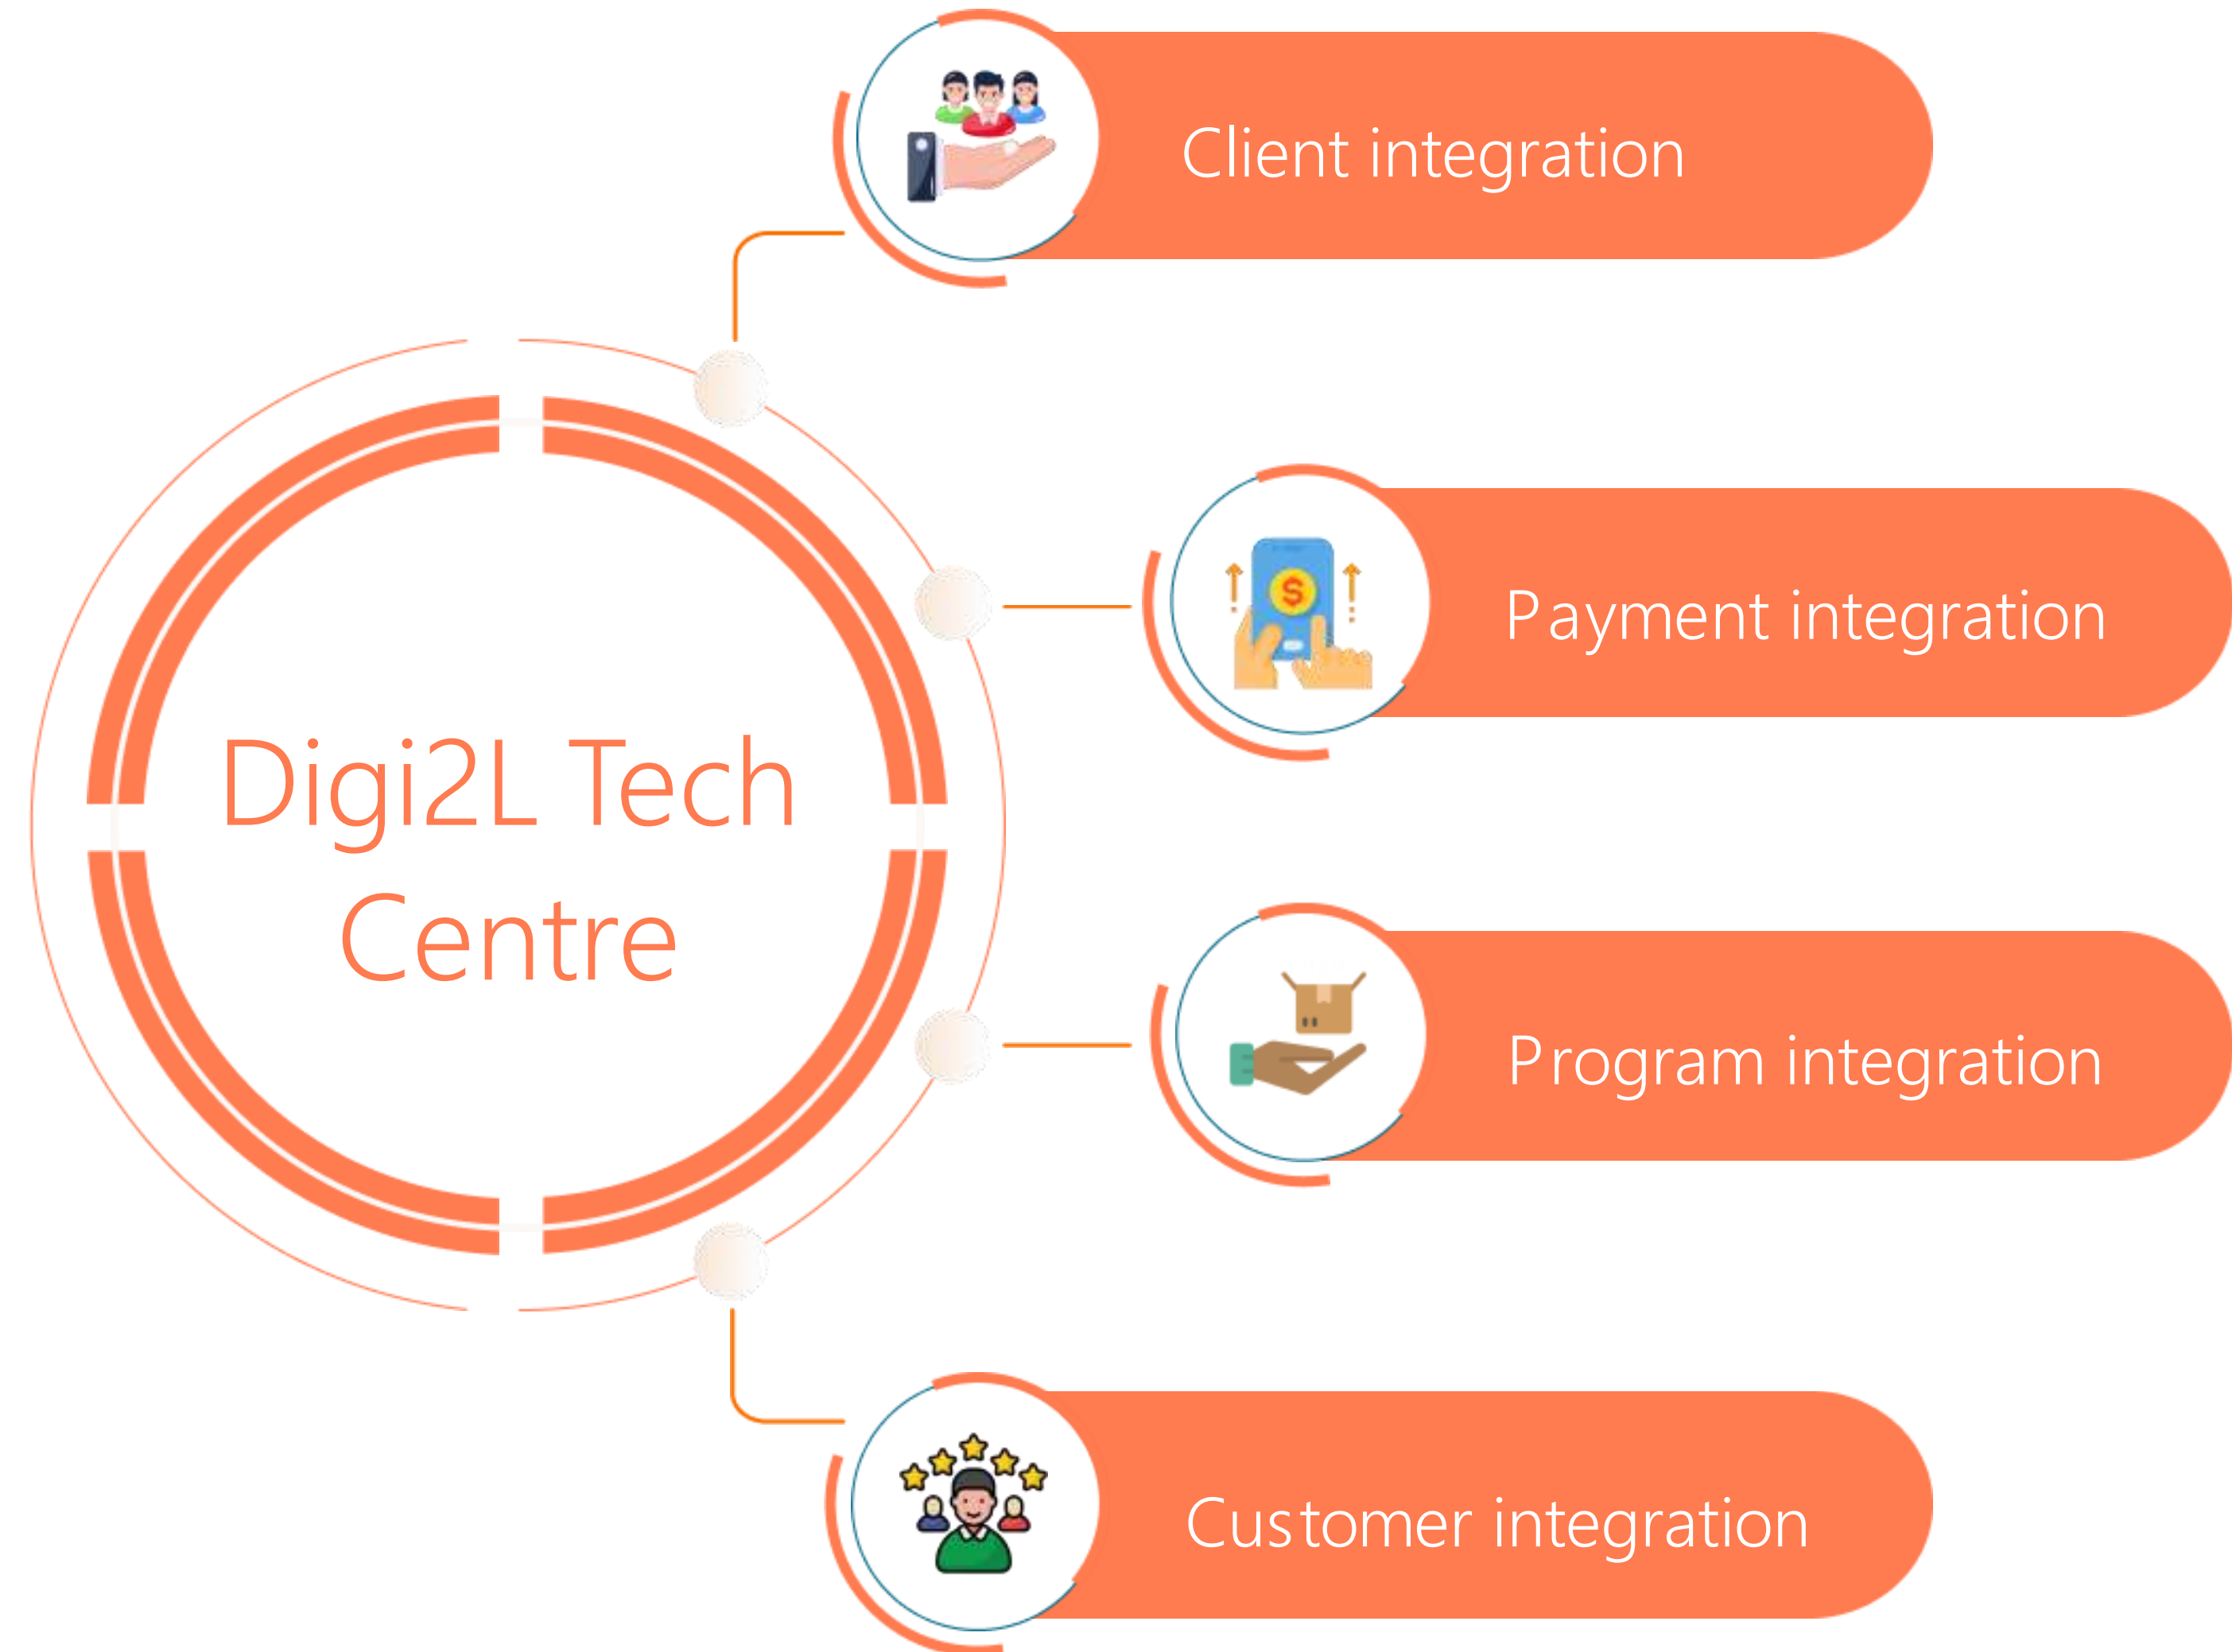 Client integration
Payment integration
Digi2L Tech
Centre
Program integration
Customer integration